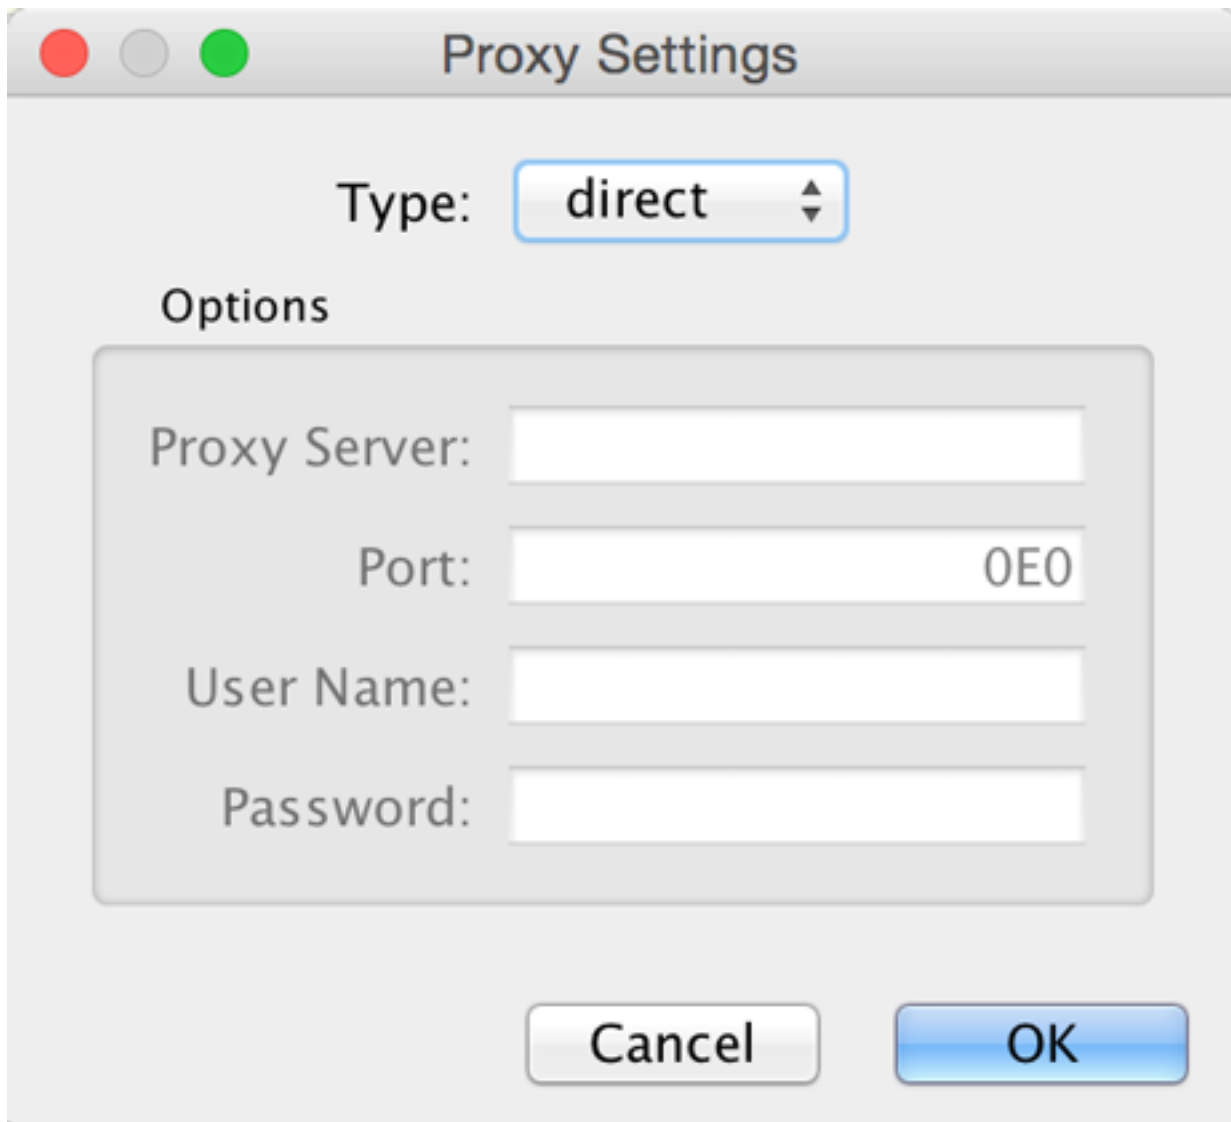 Proxy Settings
Type: direct
Options
Proxy Server:
Port: 0E0
User Name:
Password:
Cancel OK